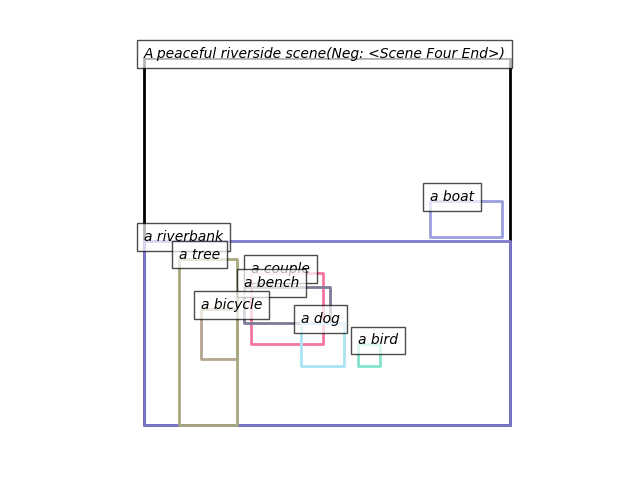 A peaceful riverside scene(Neg: <Scene Four End>)
a boat
a riverbank
a tree
a couple
a bench
a bicycle
a dog
a bird